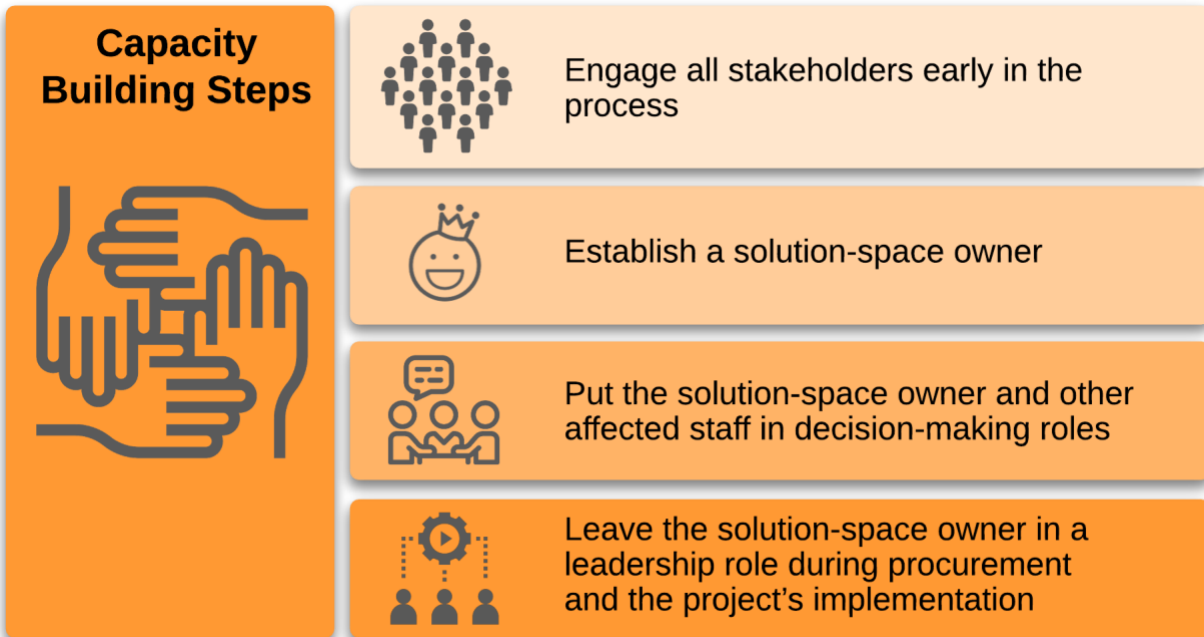 Capacity
Building Steps
Engage all stakeholders early in the
process
Establish a solution-space owner
Put the solution-space owner and other
affected staff in decision-making roles
Leave the solution-space owner in a
leadership role during procurement
and the project’s implementation